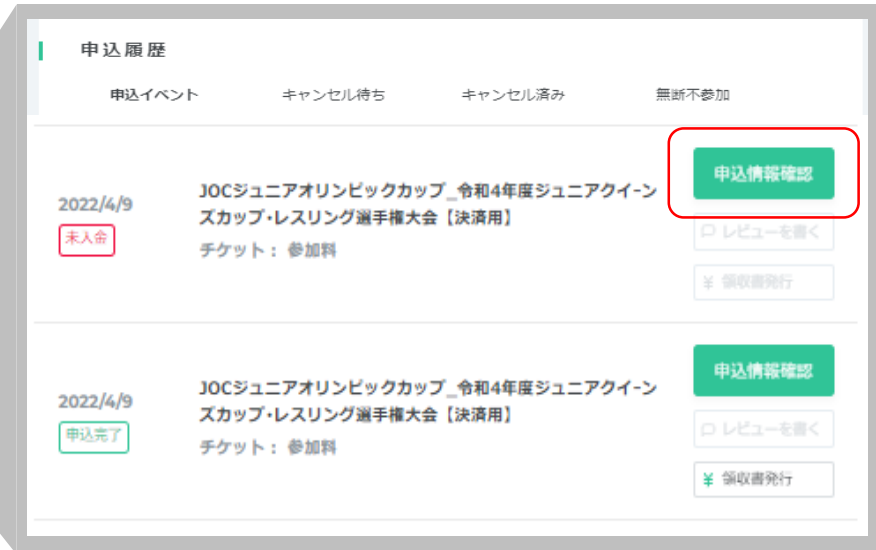 申込履歴
申込イベント キャンセル待ち キャンセル済み 無断不参加
2022/4/9
未入金
JOCジュニアオリンピックカップ_令和4年度ジュニアクイーン
ズカップ・レスリング選手権大会【決済用】
チケット： 参加料
申込情報確認
レビューを書く
¥ 領収書発行
2022/4/9
申込完了
JOCジュニアオリンピックカップ_令和4年度ジュニアクイーン
ズカップ・レスリング選手権大会【決済用】
チケット： 参加料
申込情報確認
レビューを書く
¥ 領収書発行